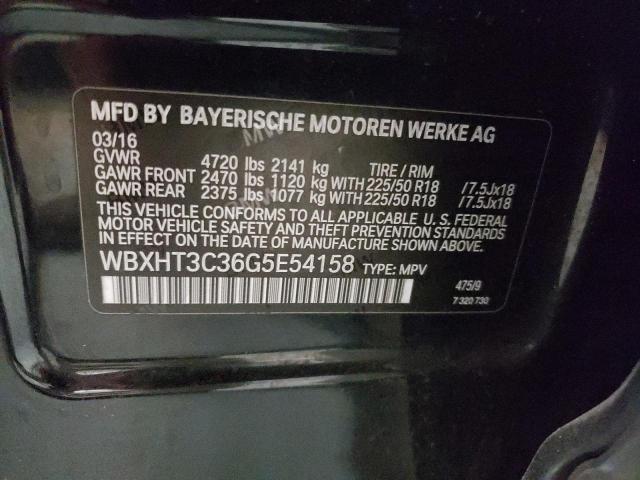 MFD BY BAYERISCHE MOTOREN WERKE AG
03/16
GVWR 4720 lbs 2141 kg TIRE / RIM
GAWR FRONT 2470 lbs 1120 kg WITH 225/50 R18 /7.5Jx18
GAWR REAR 2375 lbs 1077 kg WITH 225/50 R18 /7.5Jx18
THIS VEHICLE CONFORMS TO ALL APPLICABLE U. S. FEDERAL
MOTOR VEHICLE SAFETY AND THEFT PREVENTION
STANDARDS IN EFFECT ON THE DATE OF MANUFACTURE SHOWN ABOVE.
WBXHT3C36G5E54158 TYPE: MPV
475/9
7 320 730